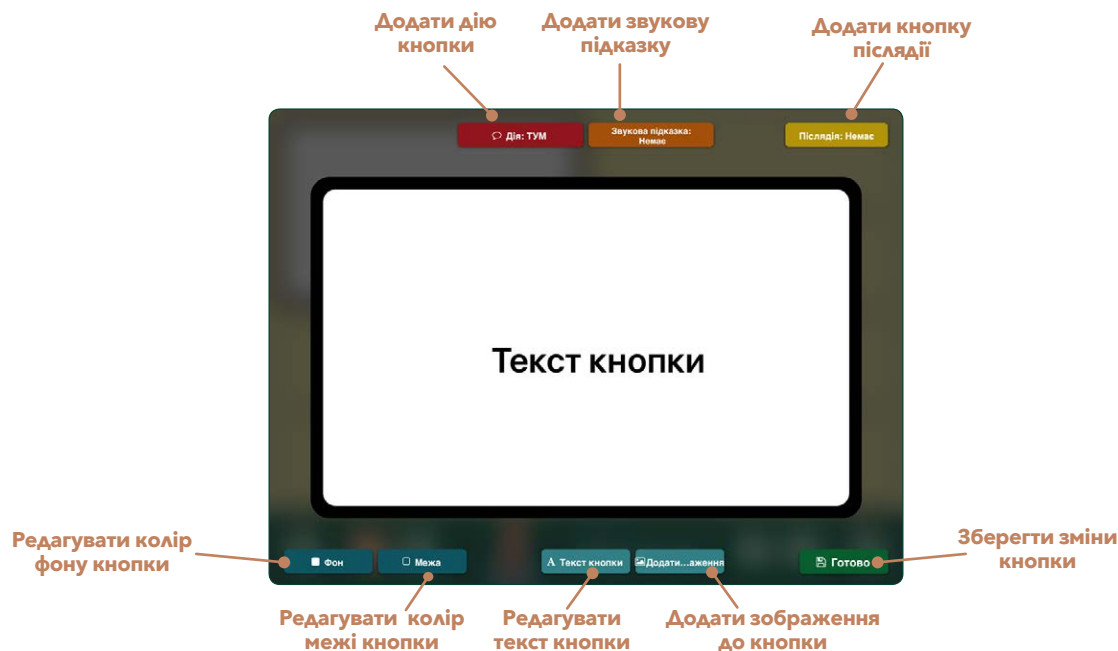 Додати дію
кнопки
Додати звукову
підказку
Додати кнопку
післядії
Дія: ТУМ
Звукова підказка:
Немає
Післядія: Немає
Текст кнопки
Редагувати колір
фону кнопки
Фон
Межа
A Текст кнопки
Додати...аження
Готово
Зберегти зміни
кнопки
Редагувати колір
межі кнопки
Редагувати
текст кнопки
Додати зображення
до кнопки